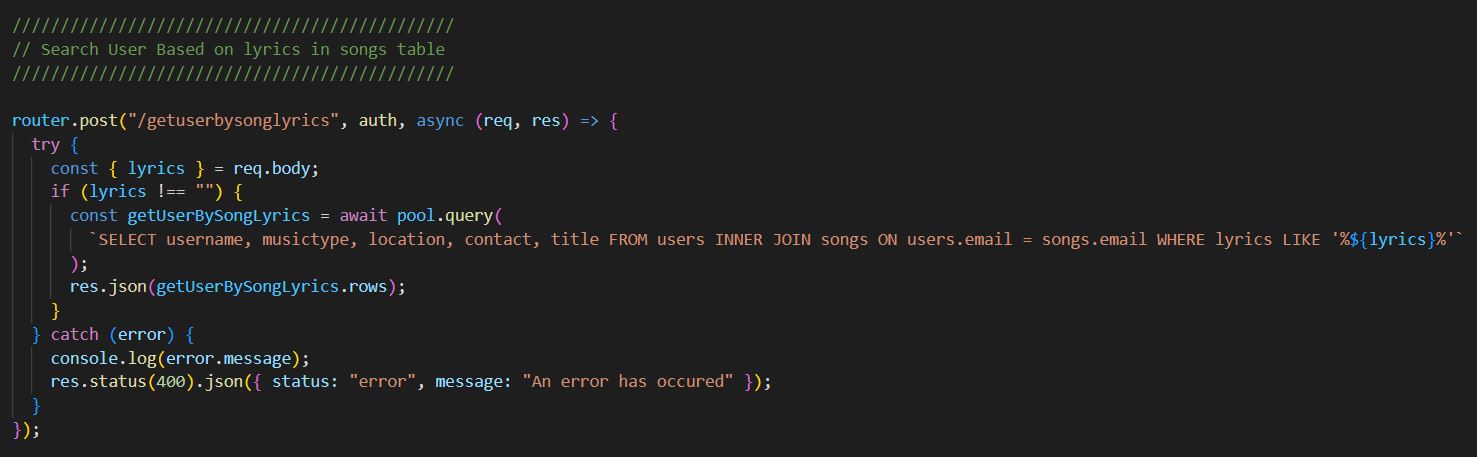 //////////////////////////////////////////////
// Search User Based on lyrics in songs table
//////////////////////////////////////////////
router.post("/getuserbysonglyrics", auth, async (req, res) => {
try {
const { lyrics } = req.body;
if (lyrics !== "") {
const getUserBySongLyrics = await pool.query(
`SELECT username, musictype, location, contact, title FROM users INNER JOIN songs ON users.email = songs.email WHERE lyrics LIKE '%${lyrics}%'`
);
res.json(getUserBySongLyrics.rows);
}
} catch (error) {
console.log(error.message);
res.status(400).json({ status: "error", message: "An error has occured" });
}
});